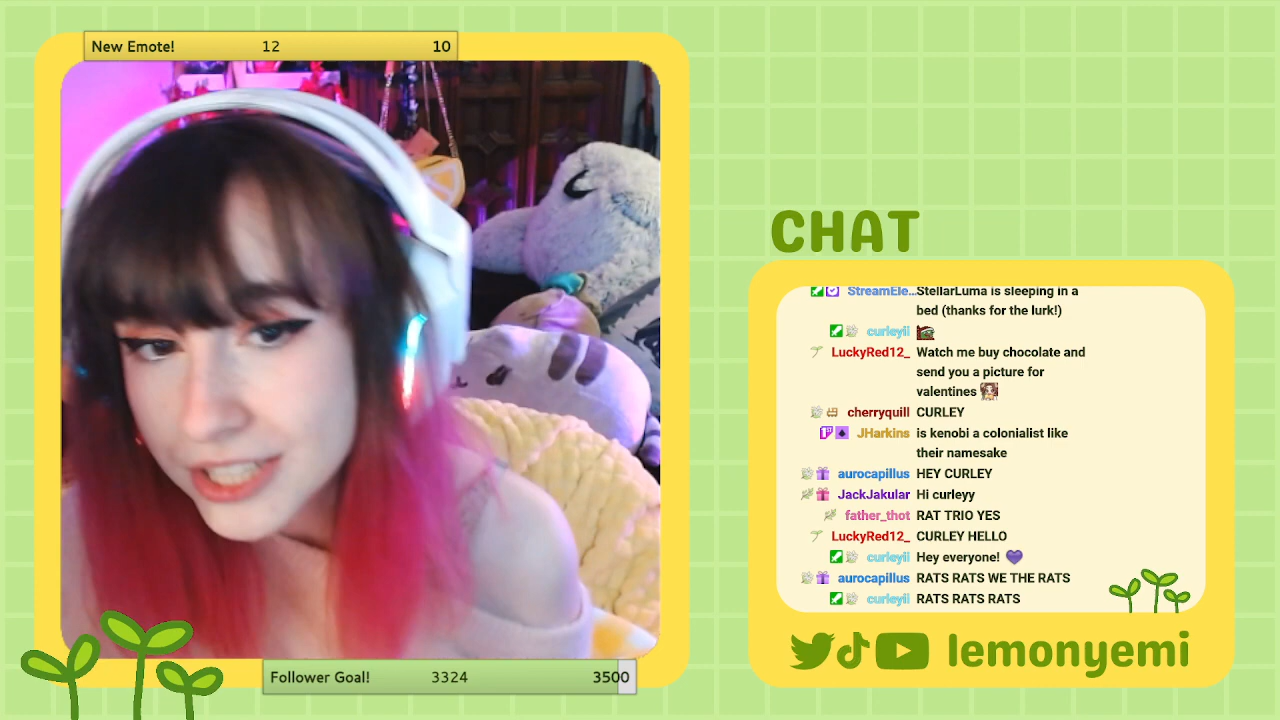 New Emote! 12 10
CHAT
StreamEle... StellarLuma is sleeping in a
bed (thanks for the lurk!)
curleyii
LuckyRed12_ Watch me buy chocolate and
send you a picture for
valentines
cherryquill CURLEY
JHarkins is kenobi a colonialist like
their namesake
aurocapillus HEY CURLEY
JackJakular Hi curleyy
father_thot RAT TRIO YES
LuckyRed12_ CURLEY HELLO
curleyii Hey everyone!
aurocapillus RATS RATS WE THE RATS
curleyii RATS RATS RATS
lemonyemi
Follower Goal! 3324 3500